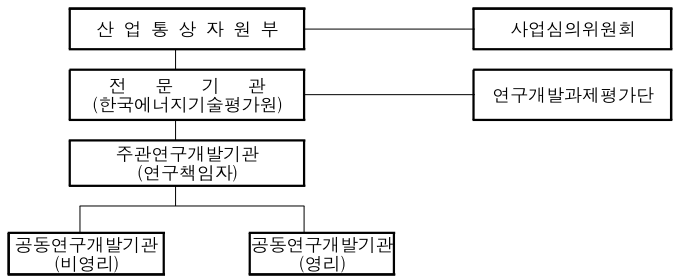 산 업 통 상 자 원 부
사업심의위원회
전 문 기 관
(한국에너지기술평가원)
연구개발과제평가단
주관연구개발기관
(연구책임자)
공동연구개발기관
(비영리)
공동연구개발기관
(영리)